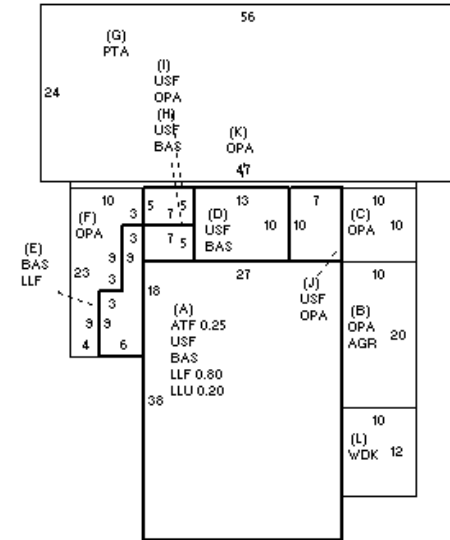 56
(G)
PTA
24
(I)
USF
OPA
(H)
USF
BAS
(K)
OPA
47
10
5
5
13
7
10
(F)
OPA
3
7
(D)
USF
BAS
10
10
(C)
OPA
10
3
7
5
(E)
BAS
LLF
23
9
9
3
27
10
18
3
(A)
ATF 0.25
USF
BAS
LLF 0.80
LLU 0.20
(J)
USF
OPA
(B)
OPA
AGR
20
9
9
4
6
38
10
(L)
WDK
12